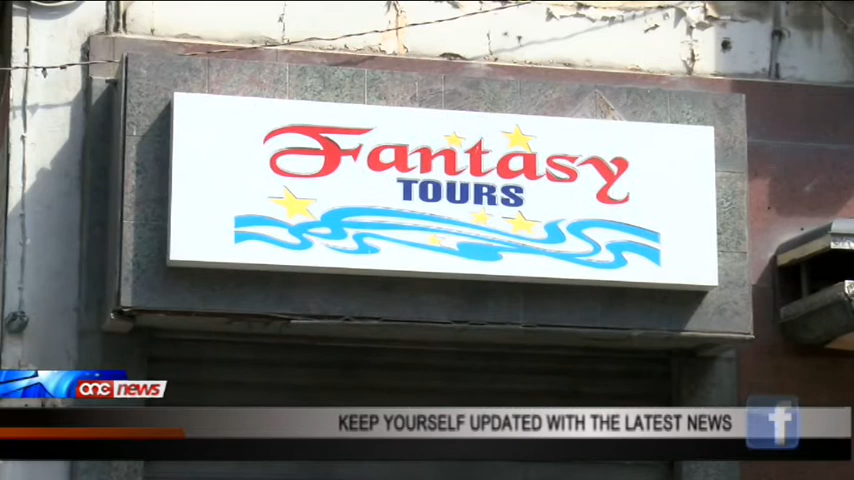 Fantasy
TOURS
one news
KEEP YOURSELF UPDATED WITH THE LATEST NEWS
f